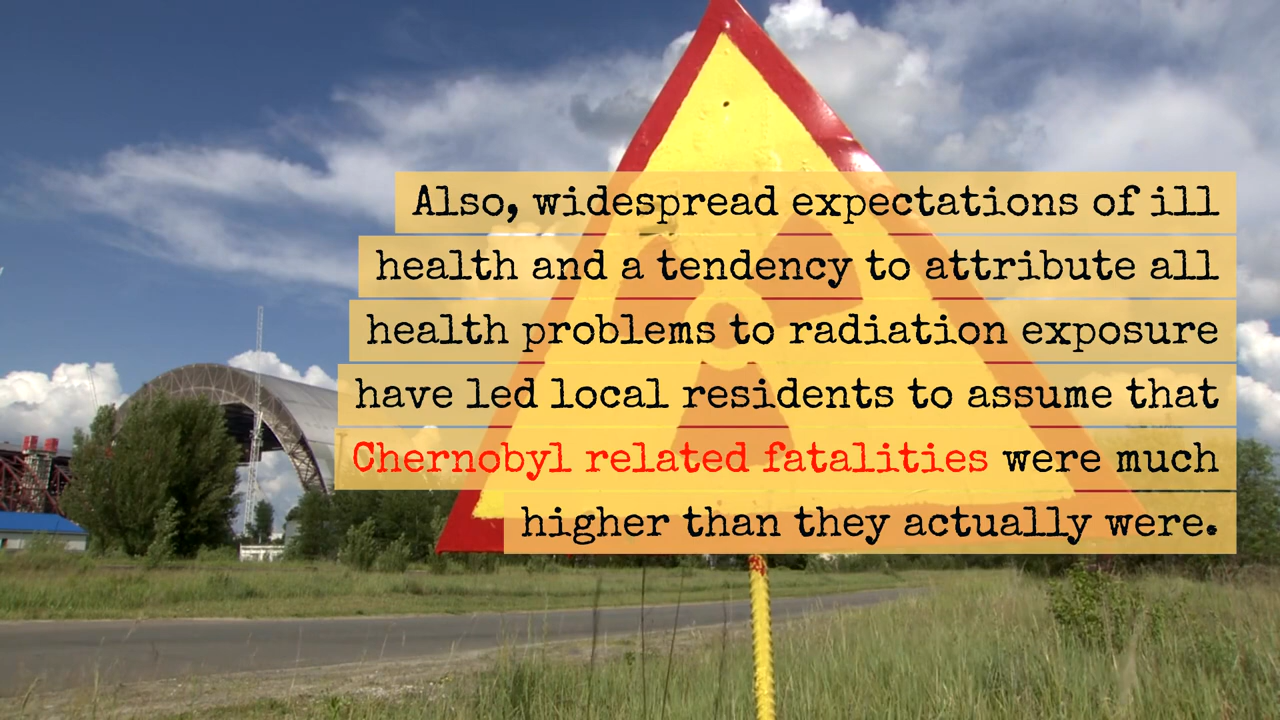 Also, widespread expectations of ill
health and a tendency to attribute all
health problems to radiation exposure
have led local residents to assume that
Chernobyl related fatalities were much
higher than they actually were.